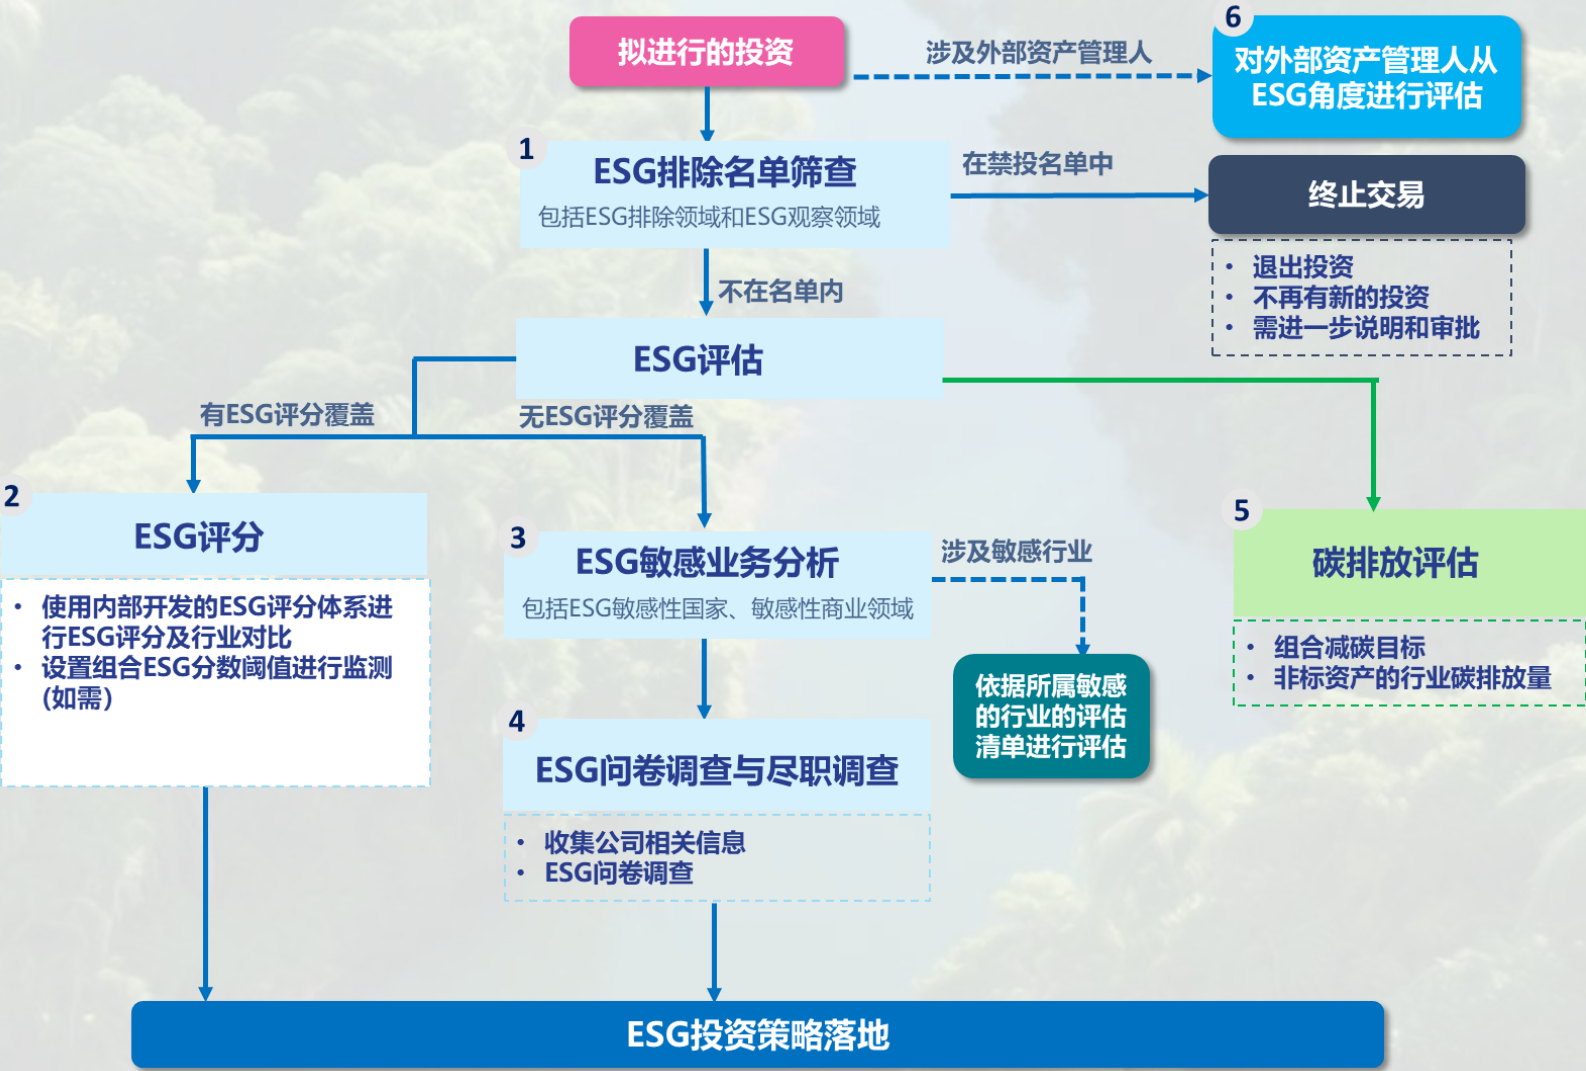 拟进行的投资
涉及外部资产管理人
6
对外部资产管理人从
ESG角度进行评估
1
ESG排除名单筛查
包括ESG排除领域和ESG观察领域
在禁投名单中
终止交易
• 退出投资
• 不再有新的投资
• 需进一步说明和审批
不在名单内
ESG评估
有ESG评分覆盖
无ESG评分覆盖
2
ESG评分
• 使用内部开发的ESG评分体系进
行ESG评分及行业对比
• 设置组合ESG分数阈值进行监测
(如需）
3
ESG敏感业务分析
包括ESG敏感性国家、敏感性商业领域
涉及敏感行业
依据所属敏感
的行业的评估
清单进行评估
4
ESG问卷调查与尽职调查
• 收集公司相关信息
• ESG问卷调查
5
碳排放评估
• 组合减碳目标
• 非标资产的行业碳排放量
ESG投资策略落地